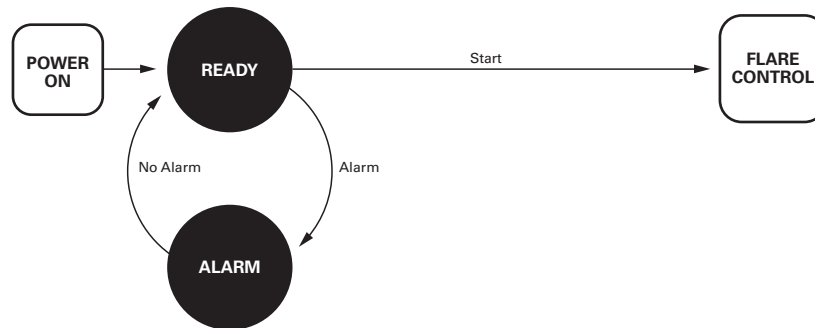 POWER
ON
READY
Start
FLARE
CONTROL
No Alarm
Alarm
ALARM